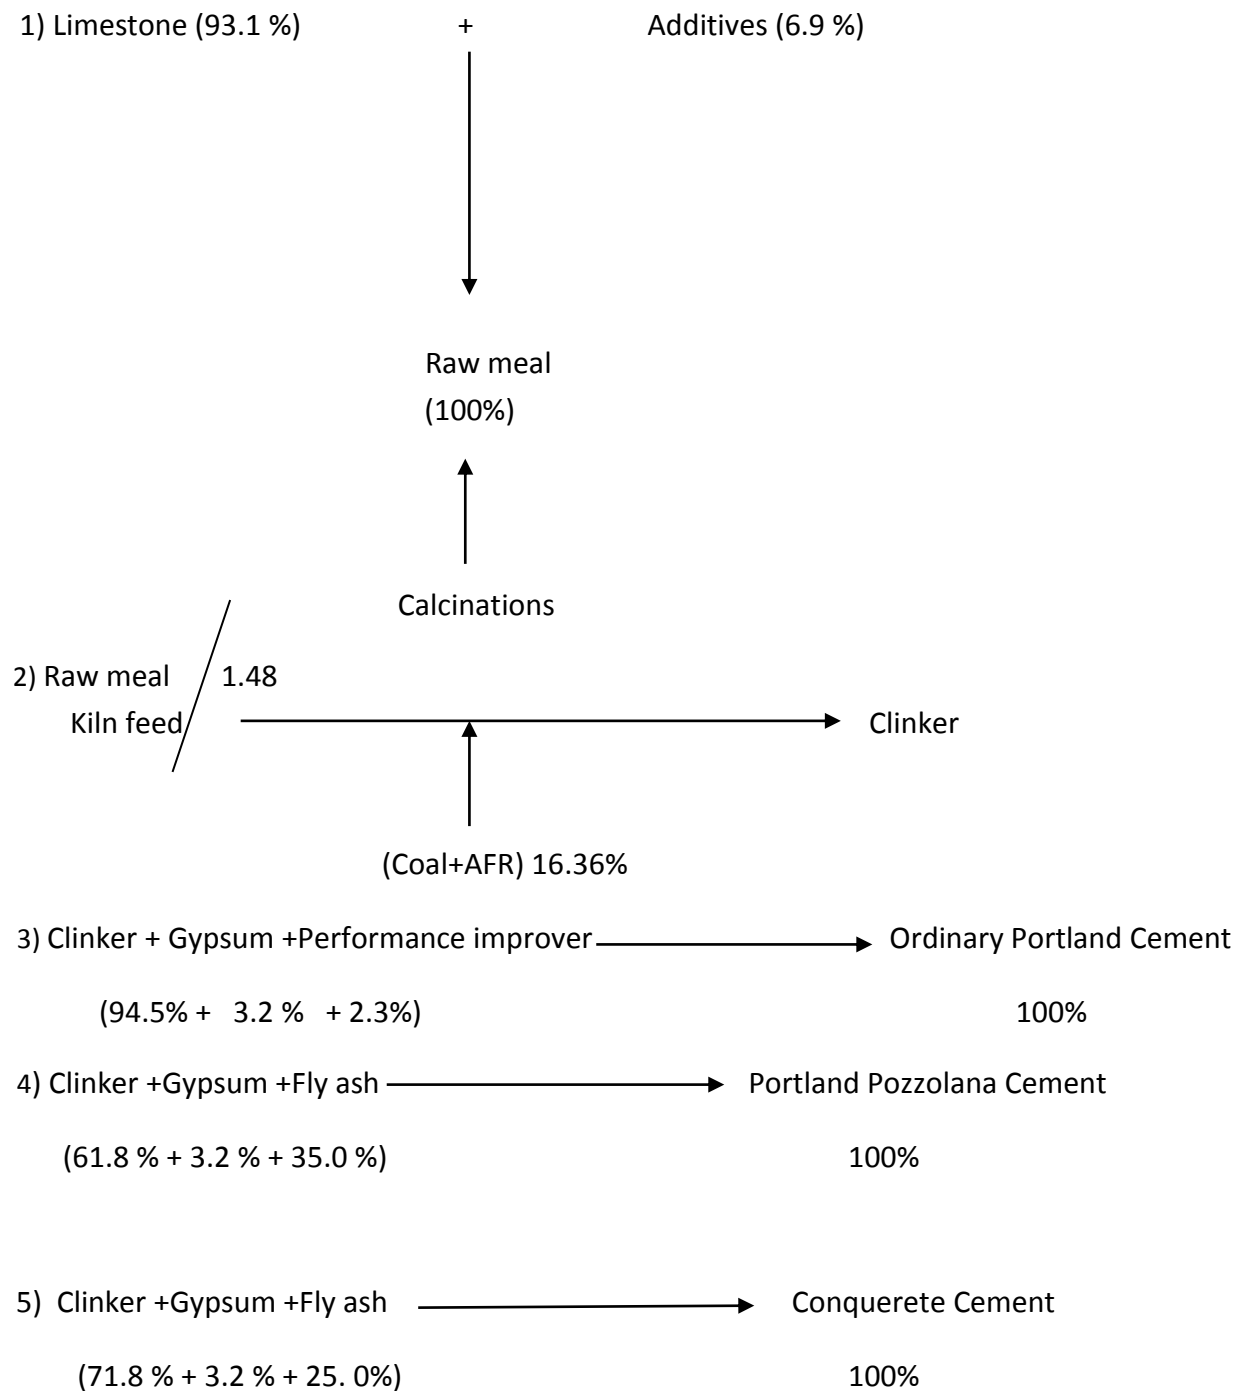 1) Limestone (93.1 %) + Additives (6.9 %)
Raw meal
(100%)
Calcinations
2) Raw meal 1.48
Kiln feed Clinker
(Coal+AFR) 16.36%
3) Clinker + Gypsum +Performance improver Ordinary Portland Cement
(94.5% + 3.2 % + 2.3%) 100%
4) Clinker +Gypsum +Fly ash Portland Pozzolana Cement
(61.8 % + 3.2 % + 35.0 %) 100%
5) Clinker +Gypsum +Fly ash Conquerete Cement
(71.8 % + 3.2 % + 25. 0%) 100%